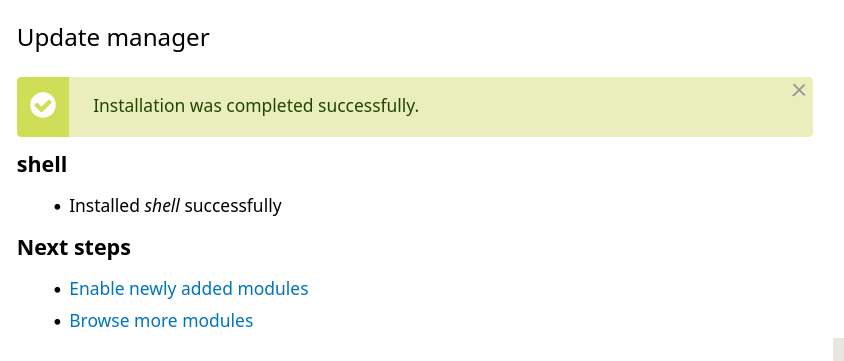 Update manager
Installation was completed successfully.
shell
Installed shell successfully
Next steps
Enable newly added modules
Browse more modules